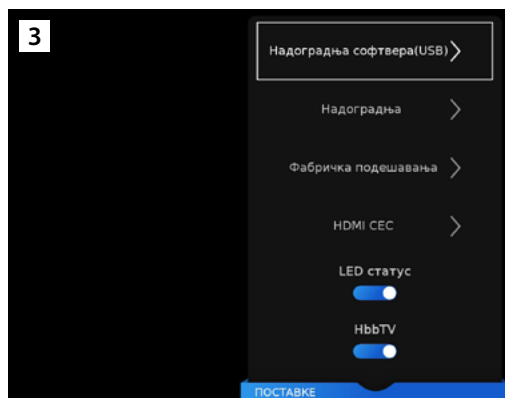 3
Надоградња софтвера(USB)
Надоградња
Фабричка подешавања
HDMI CEC
LED статус
HbbTV
ПОСТАВКЕ